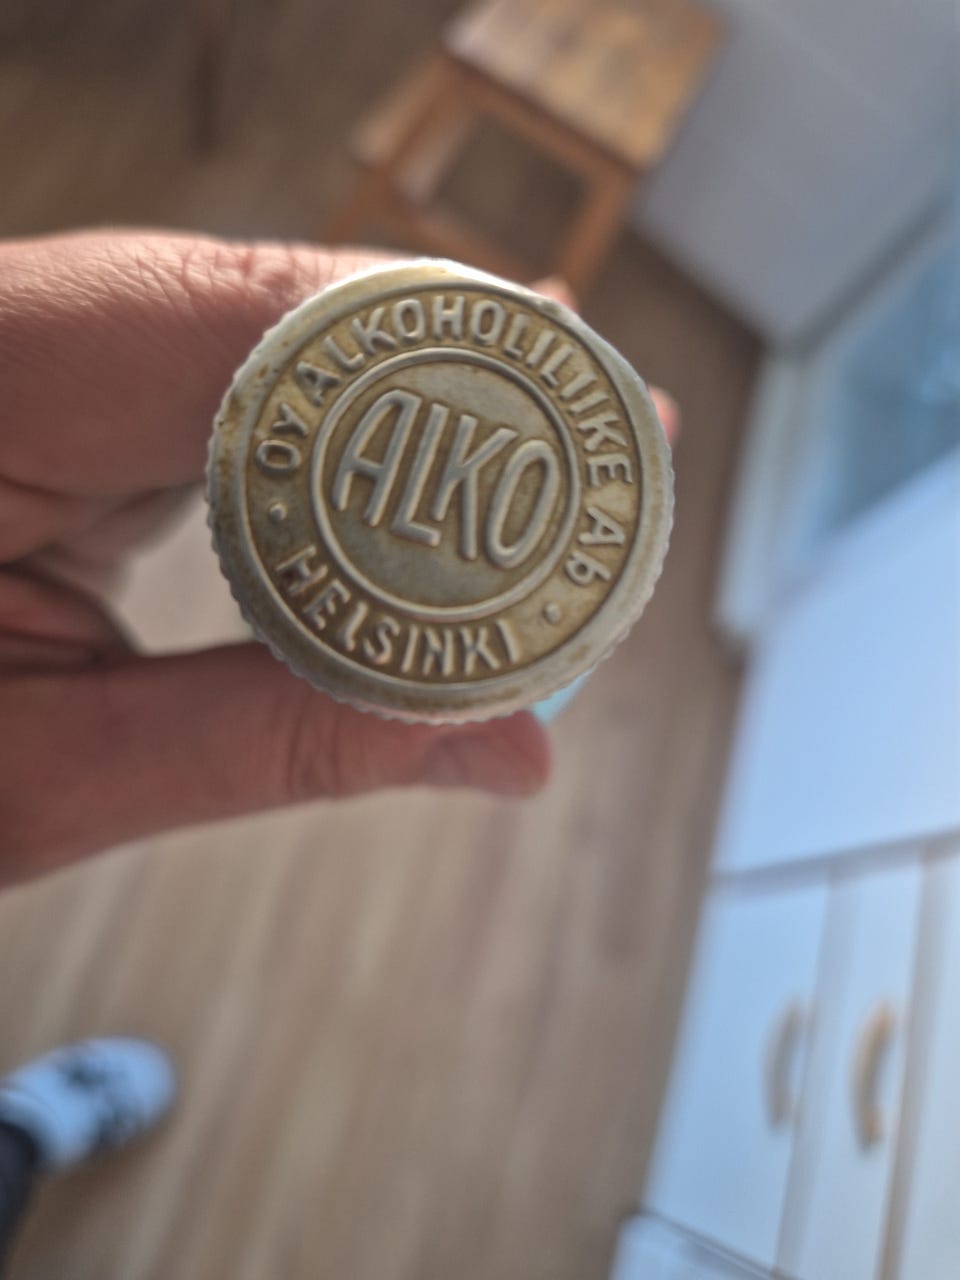 OY ALKOHOLILIIKE Ab
ALKO
· HELSINKI ·